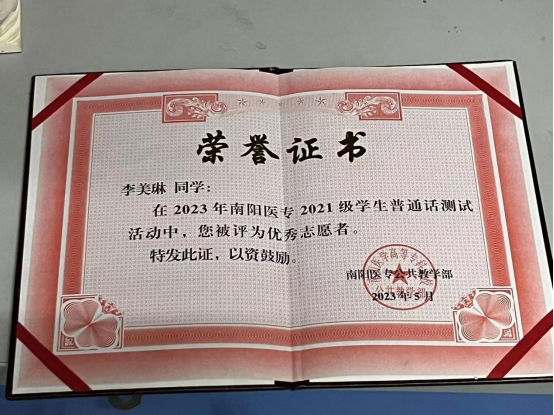 荣誉证书
李美琳 同学：
在 2023 年南阳医专 2021 级学生普通话测试
活动中，您被评为优秀志愿者。
特发此证，以资鼓励。
南阳医专公共教学部
2023 年 5 月